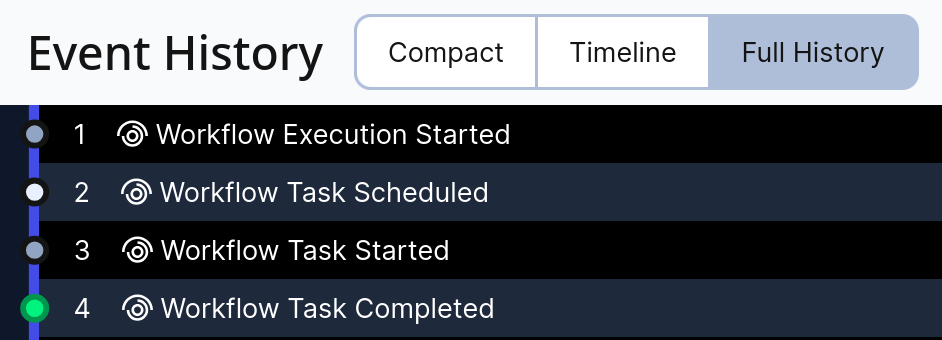 Event History Compact Timeline Full History
1 Workflow Execution Started
2 Workflow Task Scheduled
3 Workflow Task Started
4 Workflow Task Completed